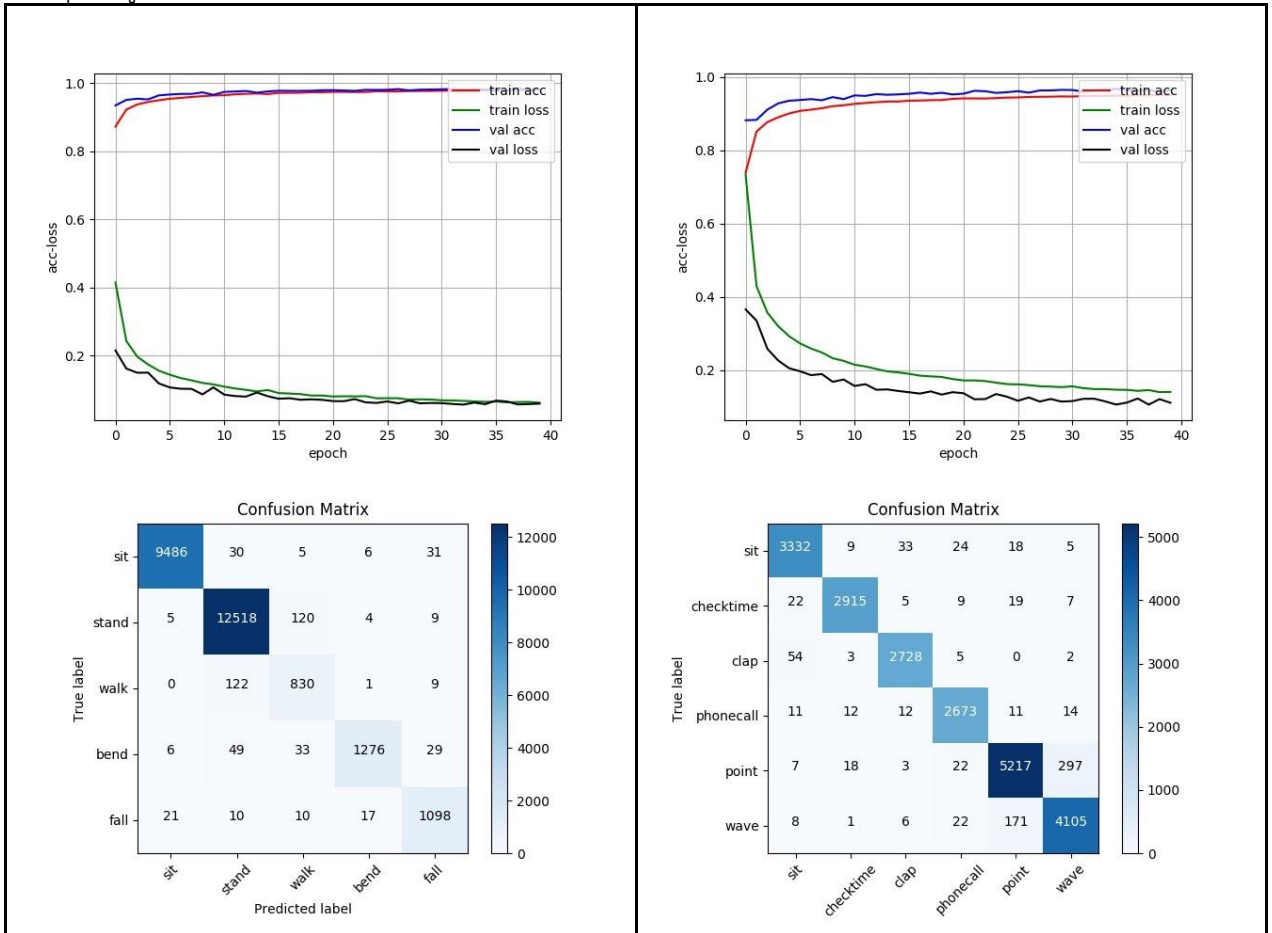 1.0
0.8
0.6
0.4
0.2
acc-loss
train acc
train loss
val acc
val loss
0 5 10 15 20 25 30 35 40
epoch
Confusion Matrix
True label
sit 9486 30 5 6 31
stand 5 12518 120 4 9
walk 0 122 830 1 9
bend 6 49 33 1276 29
fall 21 10 10 17 1098
sit stand walk bend fall
Predicted label
12000
10000
8000
6000
4000
2000
0
1.0
0.8
0.6
0.4
0.2
acc-loss
train acc
train loss
val acc
val loss
0 5 10 15 20 25 30 35 40
epoch
Confusion Matrix
True label
sit 3332 9 33 24 18 5
checktime 22 2915 5 9 19 7
clap 54 3 2728 5 0 2
phonecall 11 12 12 2673 11 14
point 7 18 3 22 5217 297
wave 8 1 6 22 171 4105
sit checktime clap phonecall point wave
5000
4000
3000
2000
1000
0